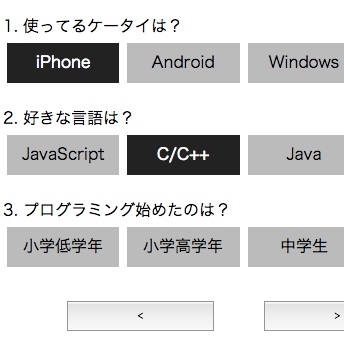 1. 使ってるケータイは？
iPhone Android Windows
2. 好きな言語は？
JavaScript C/C++ Java
3. プログラミング始めたのは？
小学低学年 小学高学年 中学生
< >